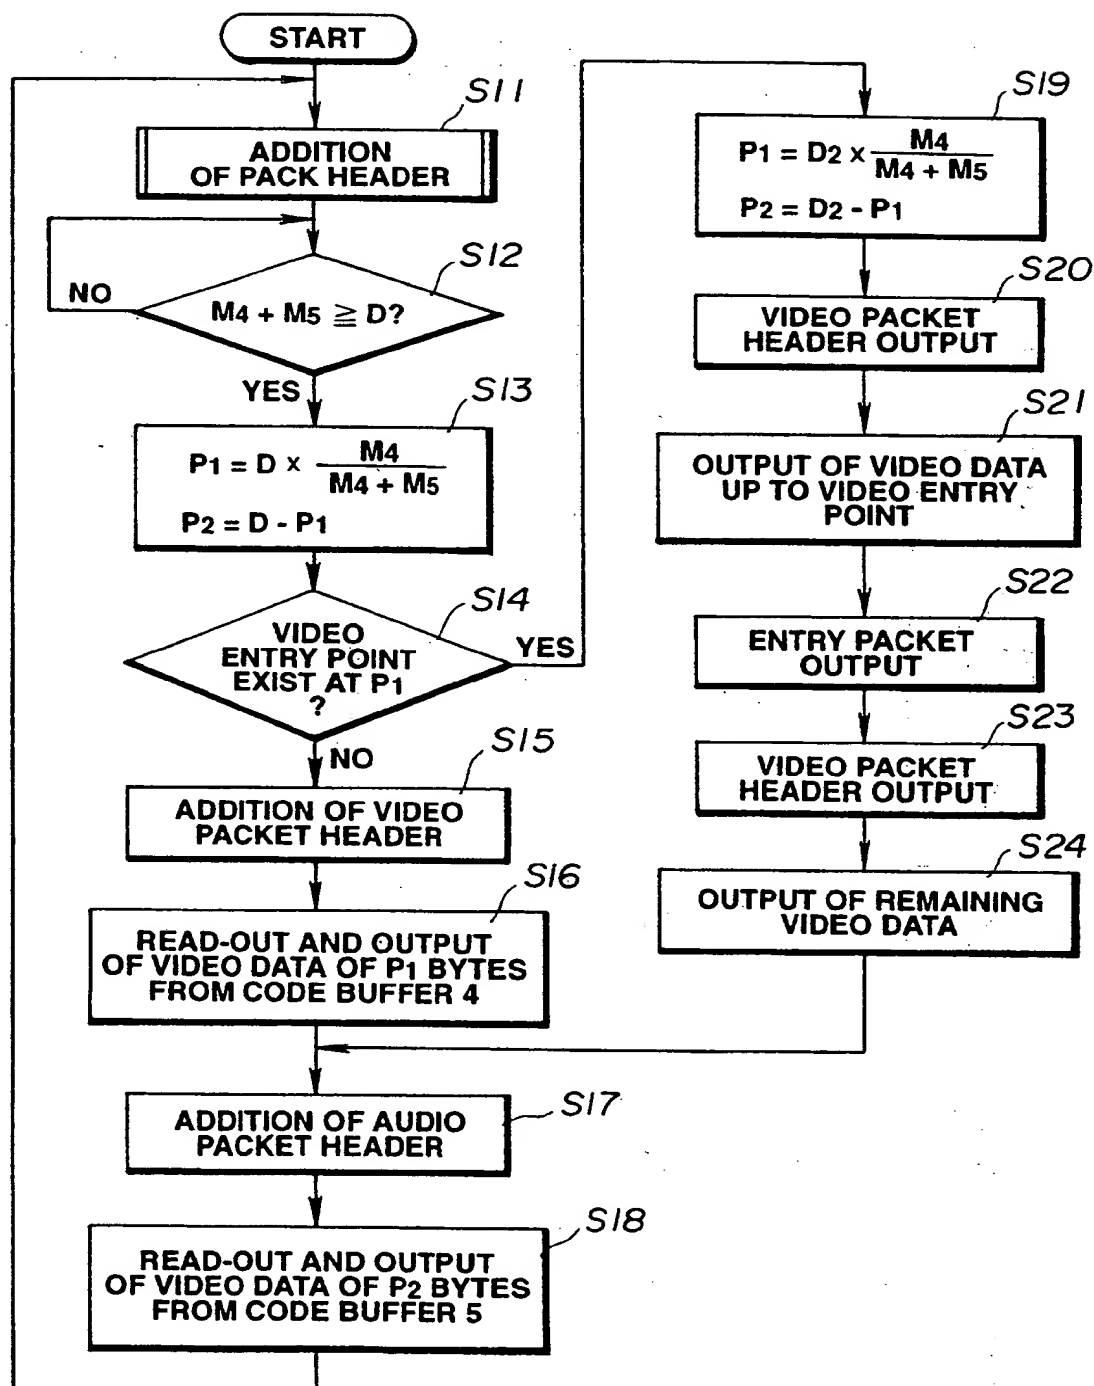 START
S11
ADDITION
OF PACK HEADER
S12
NO
M4 + M5 ≧ D?
YES
S13
P1 = D × M4 / M4 + M5
P2 = D - P1
S14
VIDEO
ENTRY POINT
EXIST AT P1
?
YES
NO
S15
ADDITION OF VIDEO
PACKET HEADER
S16
READ-OUT AND OUTPUT
OF VIDEO DATA OF P1 BYTES
FROM CODE BUFFER 4
S17
ADDITION OF AUDIO
PACKET HEADER
S18
READ-OUT AND OUTPUT
OF VIDEO DATA OF P2 BYTES
FROM CODE BUFFER 5
S19
P1 = D2 × M4 / M4 + M5
P2 = D2 - P1
S20
VIDEO PACKET
HEADER OUTPUT
S21
OUTPUT OF VIDEO DATA
UP TO VIDEO ENTRY
POINT
S22
ENTRY PACKET
OUTPUT
S23
VIDEO PACKET
HEADER OUTPUT
S24
OUTPUT OF REMAINING
VIDEO DATA